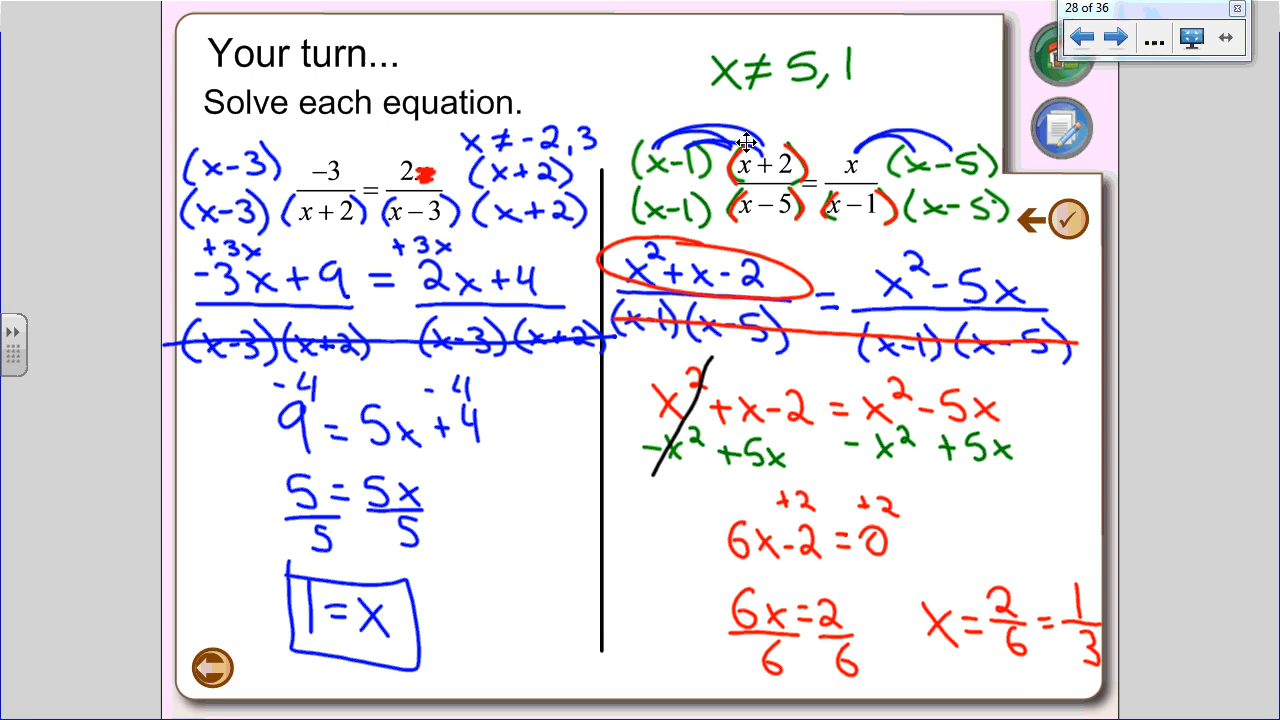 28 of 36
Your turn...
Solve each equation.
x ≠ -2, 3
(x-3) −3 = 2 (x+2)
(x-3) (x + 2) (x − 3) (x+2)
+3x +3x
-3x+9 = 2x+4
(x-3)(x+2) (x-3)(x+2)
-4 -4
9 = 5x+4
5 = 5x
5 5
1 = x
x ≠ 5, 1
(x-1) (x + 2) = x (x-5)
(x-1) (x − 5) (x − 1) (x-5)
x²+x-2 = x²-5x
(x-1)(x-5) (x-1)(x-5)
x²+x-2 = x²-5x
-x² +5x -x² +5x
+2 +2
6x-2 = 0
6x = 2
6 6
x = 2/6 = 1/3